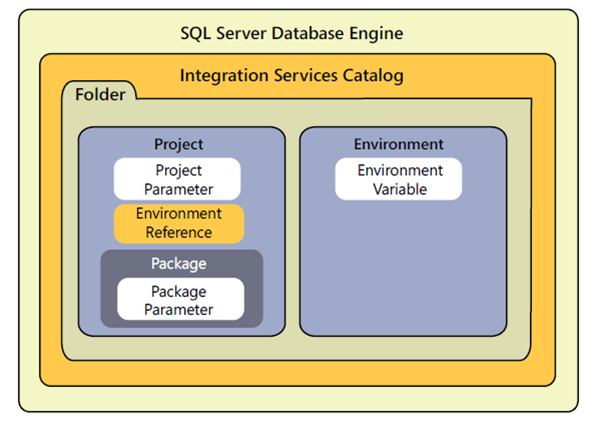 SQL Server Database Engine
Integration Services Catalog
Folder
Project
Project
Parameter
Environment
Reference
Package
Package
Parameter
Environment
Environment
Variable